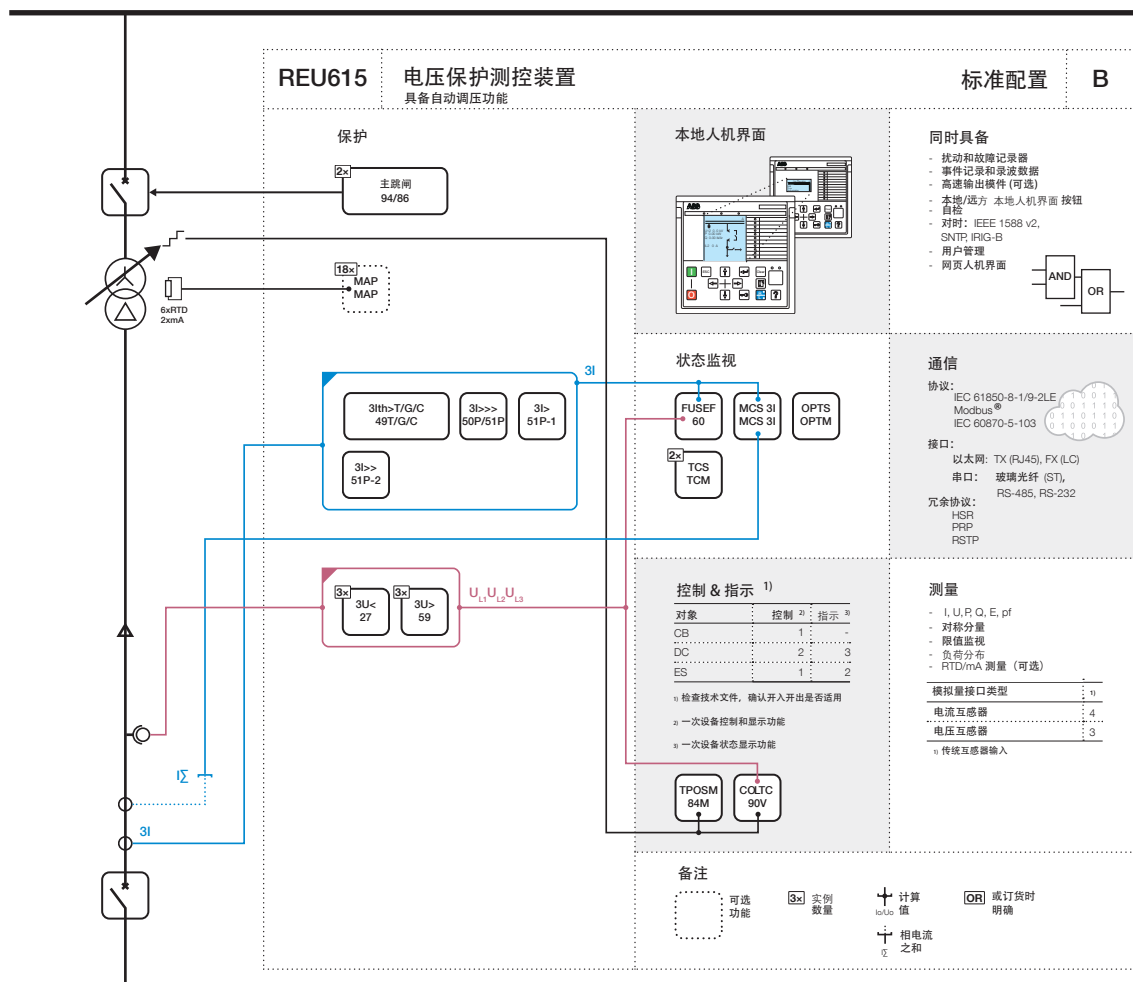 REU615
电压保护测控装置
具备自动调压功能
标准配置 B
保护
2×
主跳闸
94/86
18×
MAP
MAP
6xRTD
2xmA
3I
3Ith>T/G/C
49T/G/C
3I>>>
50P/51P
3I>
51P-1
3I>>
51P-2
3×
3U<
27
3×
3U>
59
UL1UL2UL3
I∑
3I
本地人机界面
ABB
ABB
同时具备
- 扰动和故障记录器
- 事件记录和录波数据
- 高速输出模件 (可选)
- 本地/远方 本地人机界面 按钮
- 自检
- 对时: IEEE 1588 v2,
SNTP, IRIG-B
- 用户管理
- 网页人机界面
AND
OR
状态监视
FUSEF
60
MCS 3I
MCS 3I
OPTS
OPTM
2×
TCS
TCM
通信
协议:
IEC 61850-8-1/9-2LE
Modbus®
IEC 60870-5-103
接口:
以太网: TX (RJ45), FX (LC)
串口: 玻璃光纤 (ST),
RS-485, RS-232
冗余协议:
HSR
PRP
RSTP
控制 & 指示 1)
对象 控制 2) 指示 3)
CB 1 -
DC 2 3
ES 1 2
1) 检查技术文件，确认开入开出是否适用
2) 一次设备控制和显示功能
3) 一次设备状态显示功能
TPOSM
84M
COLTC
90V
测量
- I, U, P, Q, E, pf
- 对称分量
- 限值监视
- 负荷分布
- RTD/mA 测量（可选）
模拟量接口类型 1)
电流互感器 4
电压互感器 3
1) 传统互感器输入
备注
可选
功能
3×
实例
数量
Io/Uo
计算
值
I∑
相电流
之和
OR
或订货时
明确